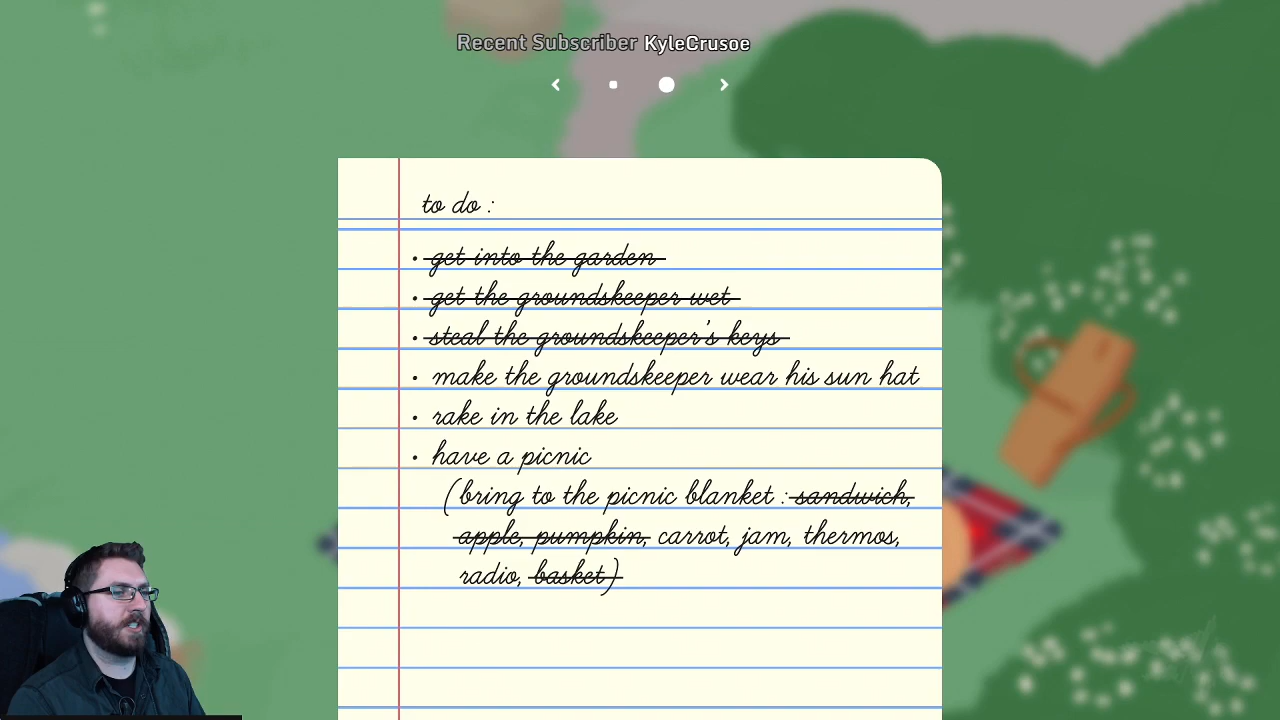 Recent Subscriber KyleCrusoe
to do :
• get into the garden
• get the groundskeeper wet
• steal the groundskeeper's keys
• make the groundskeeper wear his sun hat
• rake in the lake
• have a picnic
(bring to the picnic blanket : sandwich,
apple, pumpkin, carrot, jam, thermos,
radio, basket)